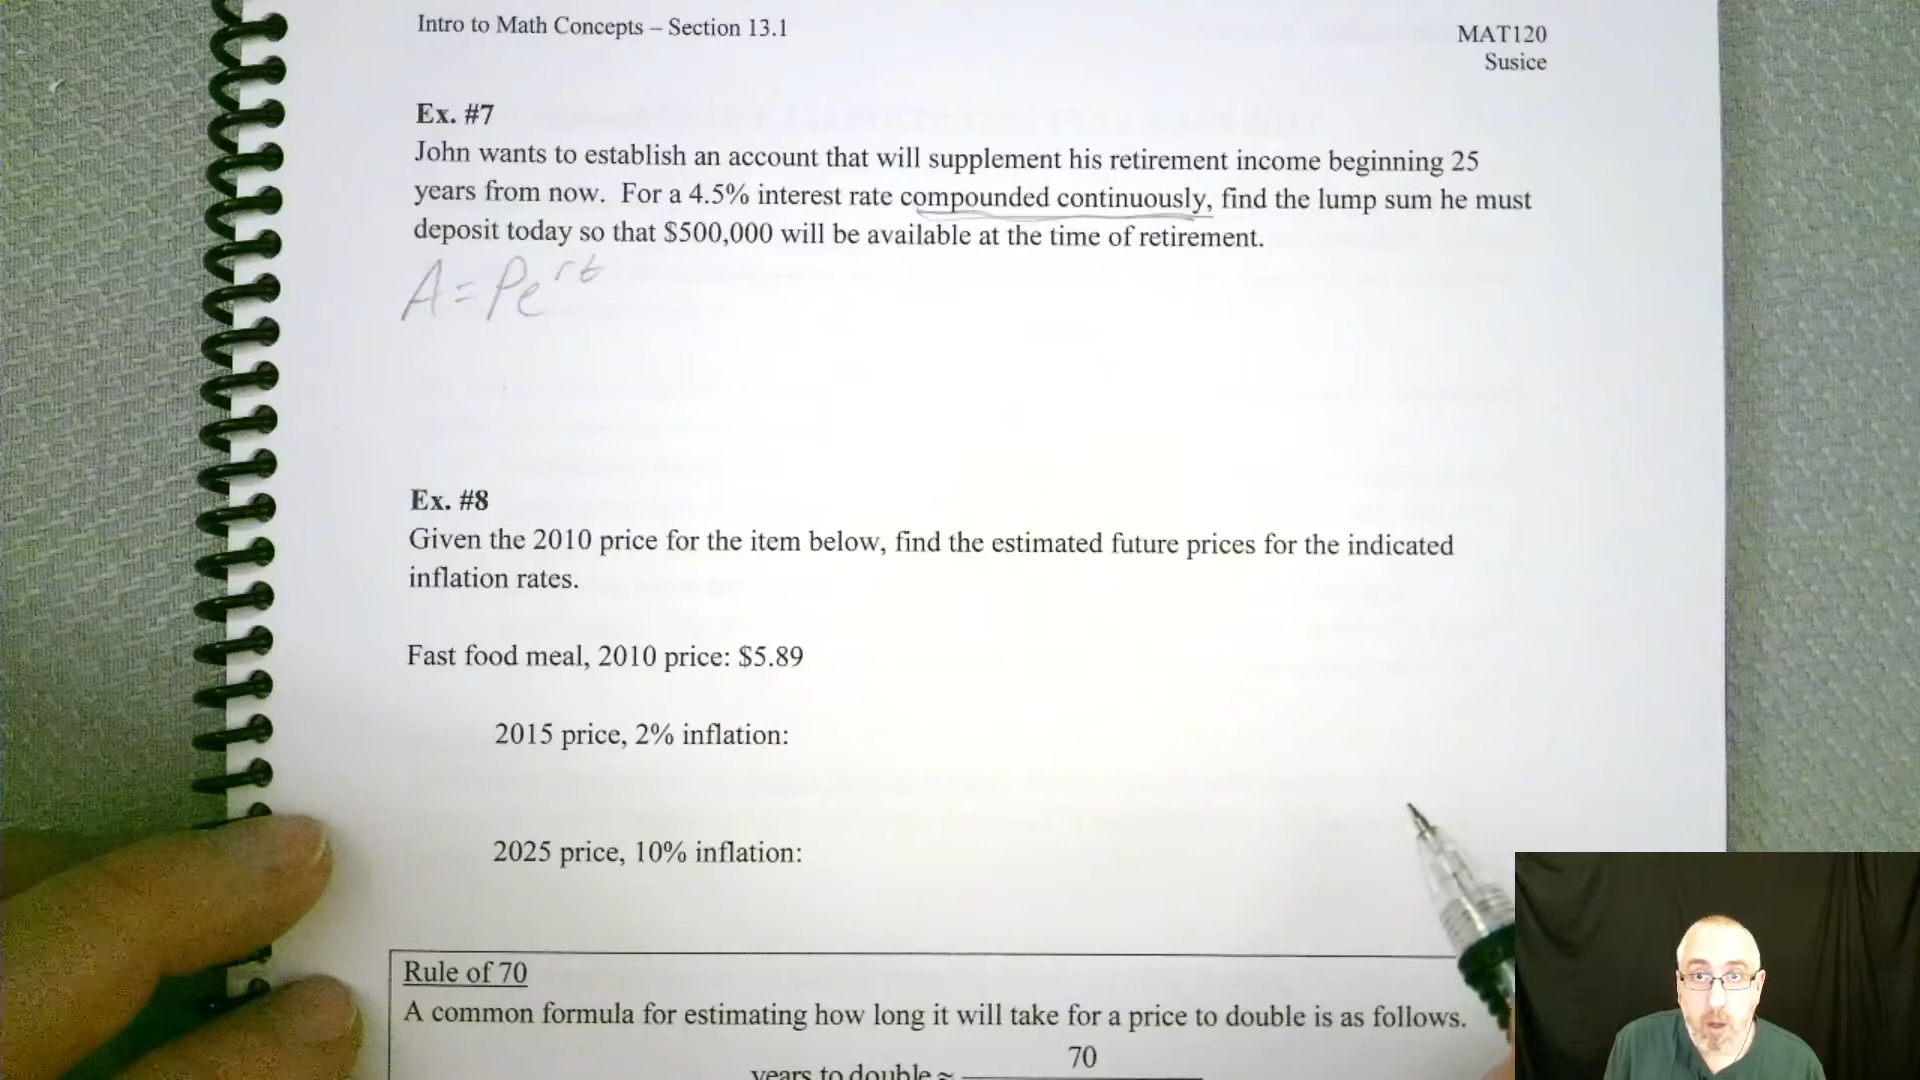 Intro to Math Concepts – Section 13.1
MAT120
Susice
Ex. #7
John wants to establish an account that will supplement his retirement income beginning 25
years from now. For a 4.5% interest rate compounded continuously, find the lump sum he must
deposit today so that $500,000 will be available at the time of retirement.
A=Pe^rt
Ex. #8
Given the 2010 price for the item below, find the estimated future prices for the indicated
inflation rates.
Fast food meal, 2010 price: $5.89
2015 price, 2% inflation:
2025 price, 10% inflation:
Rule of 70
A common formula for estimating how long it will take for a price to double is as follows.
70
years to double ≈